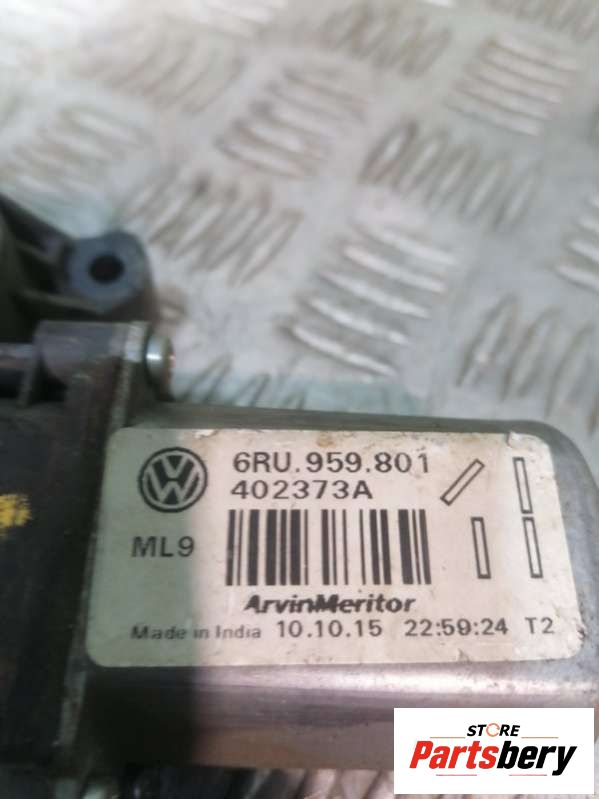 6RU.959.801
402373A
ML9
ArvinMeritor
Made in India 10.10.15 22:59:24 T2
STORE
Partsbery